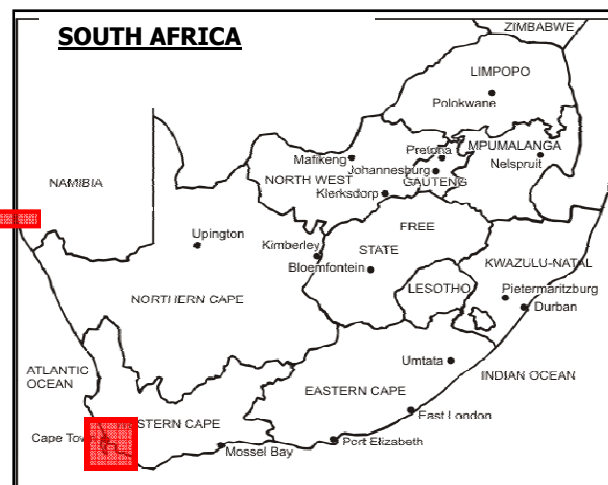 SOUTH AFRICA
ZIMBABWE
LIMPOPO
Polokwane
MPUMALANGA
Pretoria
Mafikeng
Johannesburg
Nelspruit
NORTH WEST
GAUTENG
Klerksdorp
NAMIBIA
FREE
Upington
Kimberley
STATE
KWAZULU-NATAL
Bloemfontein
LESOTHO
Pietermaritzburg
NORTHERN CAPE
Durban
Umtata
ATLANTIC
OCEAN
INDIAN OCEAN
EASTERN CAPE
East London
STERN CAPE
Cape Tow
Mossel Bay
Port Elizabeth